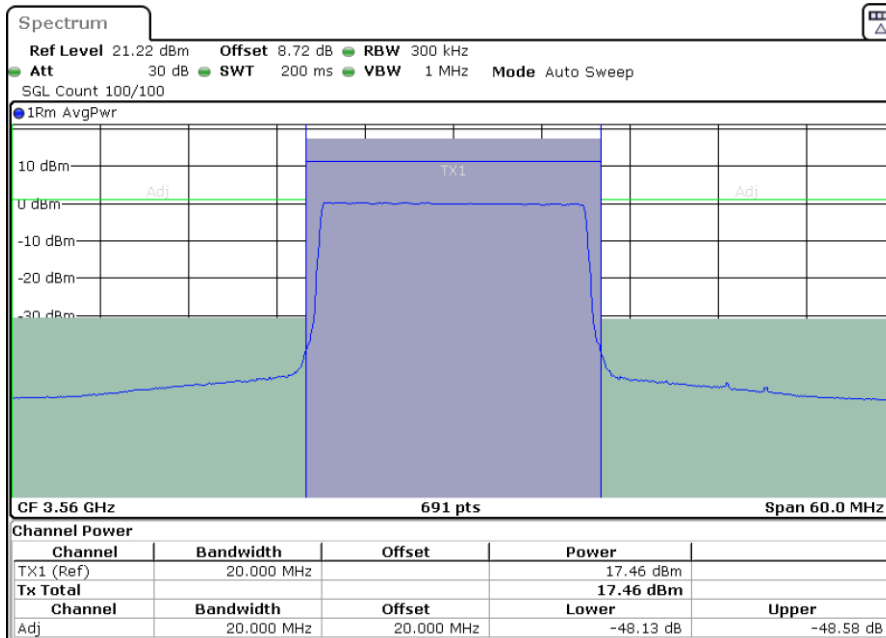 Spectrum
Ref Level 21.22 dBm Offset 8.72 dB RBW 300 kHz
Att 30 dB SWT 200 ms VBW 1 MHz Mode Auto Sweep
SGL Count 100/100
1Rm AvgPwr
10 dBm
TX1
Adj Adj
0 dBm
-10 dBm
-20 dBm
-30 dBm
CF 3.56 GHz 691 pts Span 60.0 MHz
Channel Power
Channel Bandwidth Offset Power
TX1 (Ref) 20.000 MHz 17.46 dBm
Tx Total 17.46 dBm
Channel Bandwidth Offset Lower Upper
Adj 20.000 MHz 20.000 MHz -48.13 dB -48.58 dB